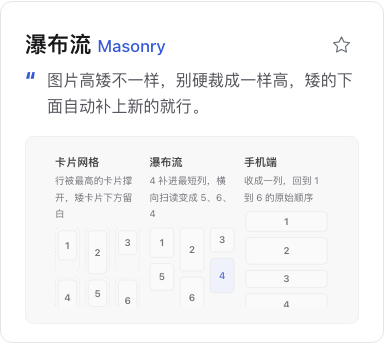 瀑布流 Masonry
“ 图片高矮不一样，别硬裁成一样高，矮的下
面自动补上新的就行。
卡片网格
行被最高的卡片撑
开，矮卡片下方留
白
1
2
3
4
5
6
瀑布流
4 补进最短列，横
向扫读变成 5、6、
4
1
2
3
5
4
6
手机端
收成一列，回到 1
到 6 的原始顺序
1
2
3
4